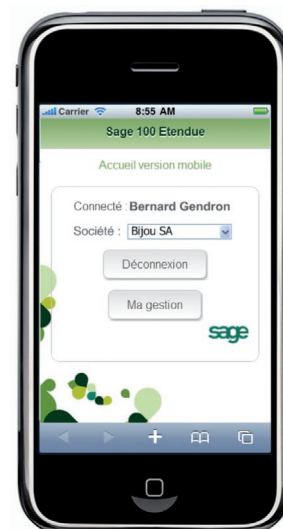 Carrier 8:55 AM
Sage 100 Etendue
Accueil version mobile
Connecté : Bernard Gendron
Société : Bijou SA
Déconnexion
Ma gestion
sage